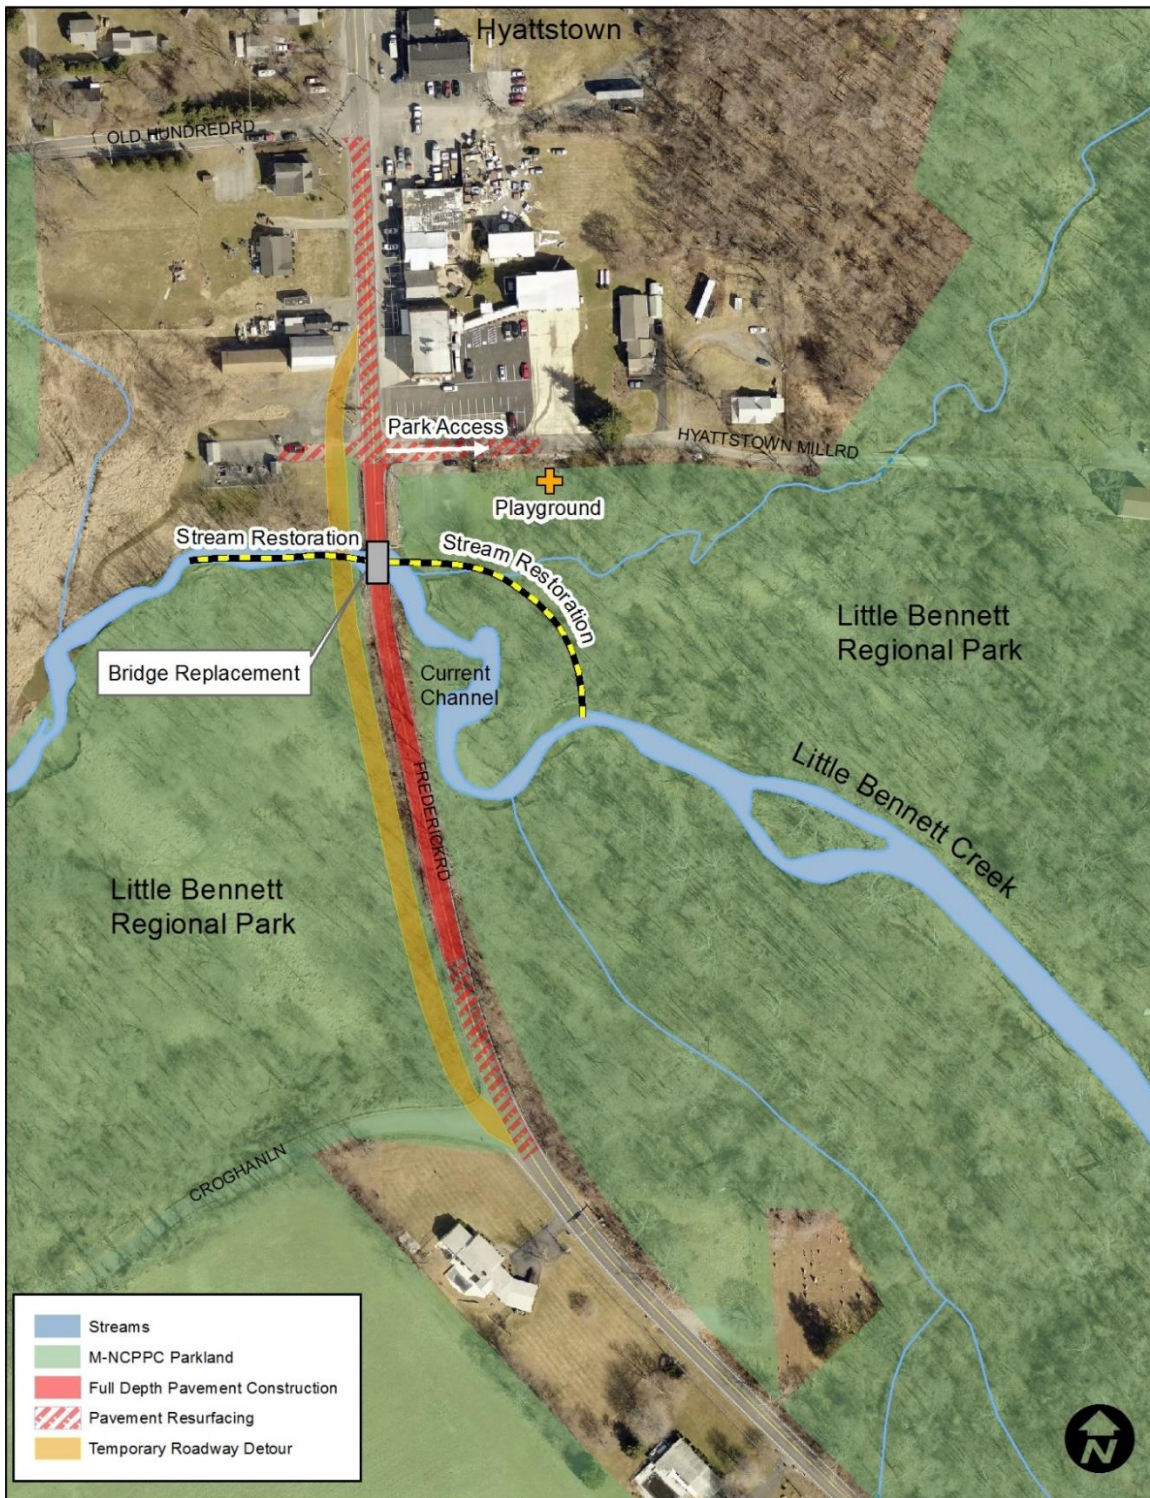 Hyattstown
OLD HUNDREDRD
Park Access
HYATTSTOWN MILLRD
Playground
Stream Restoration
Stream Restoration
Little Bennett
Regional Park
Bridge Replacement
Current
Channel
FREDERICKRD
Little Bennett Creek
Little Bennett
Regional Park
CROGHANLN
Streams
M-NCPPC Parkland
Full Depth Pavement Construction
Pavement Resurfacing
Temporary Roadway Detour
N